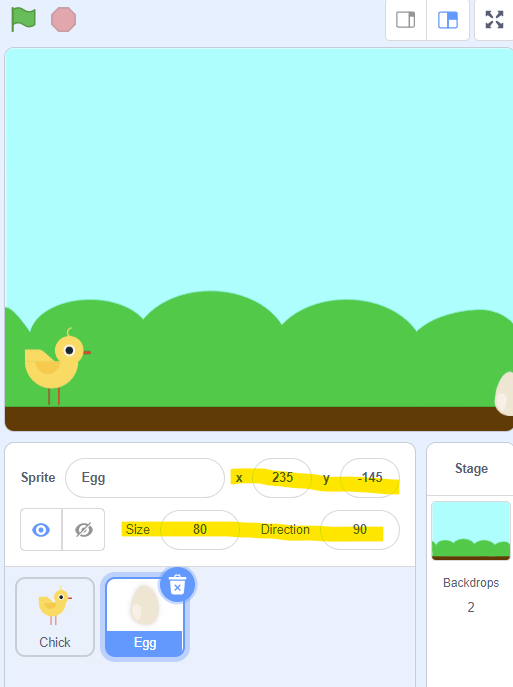 Sprite Egg x 235 y -145
Size 80 Direction 90
Chick
Egg
Stage
Backdrops
2